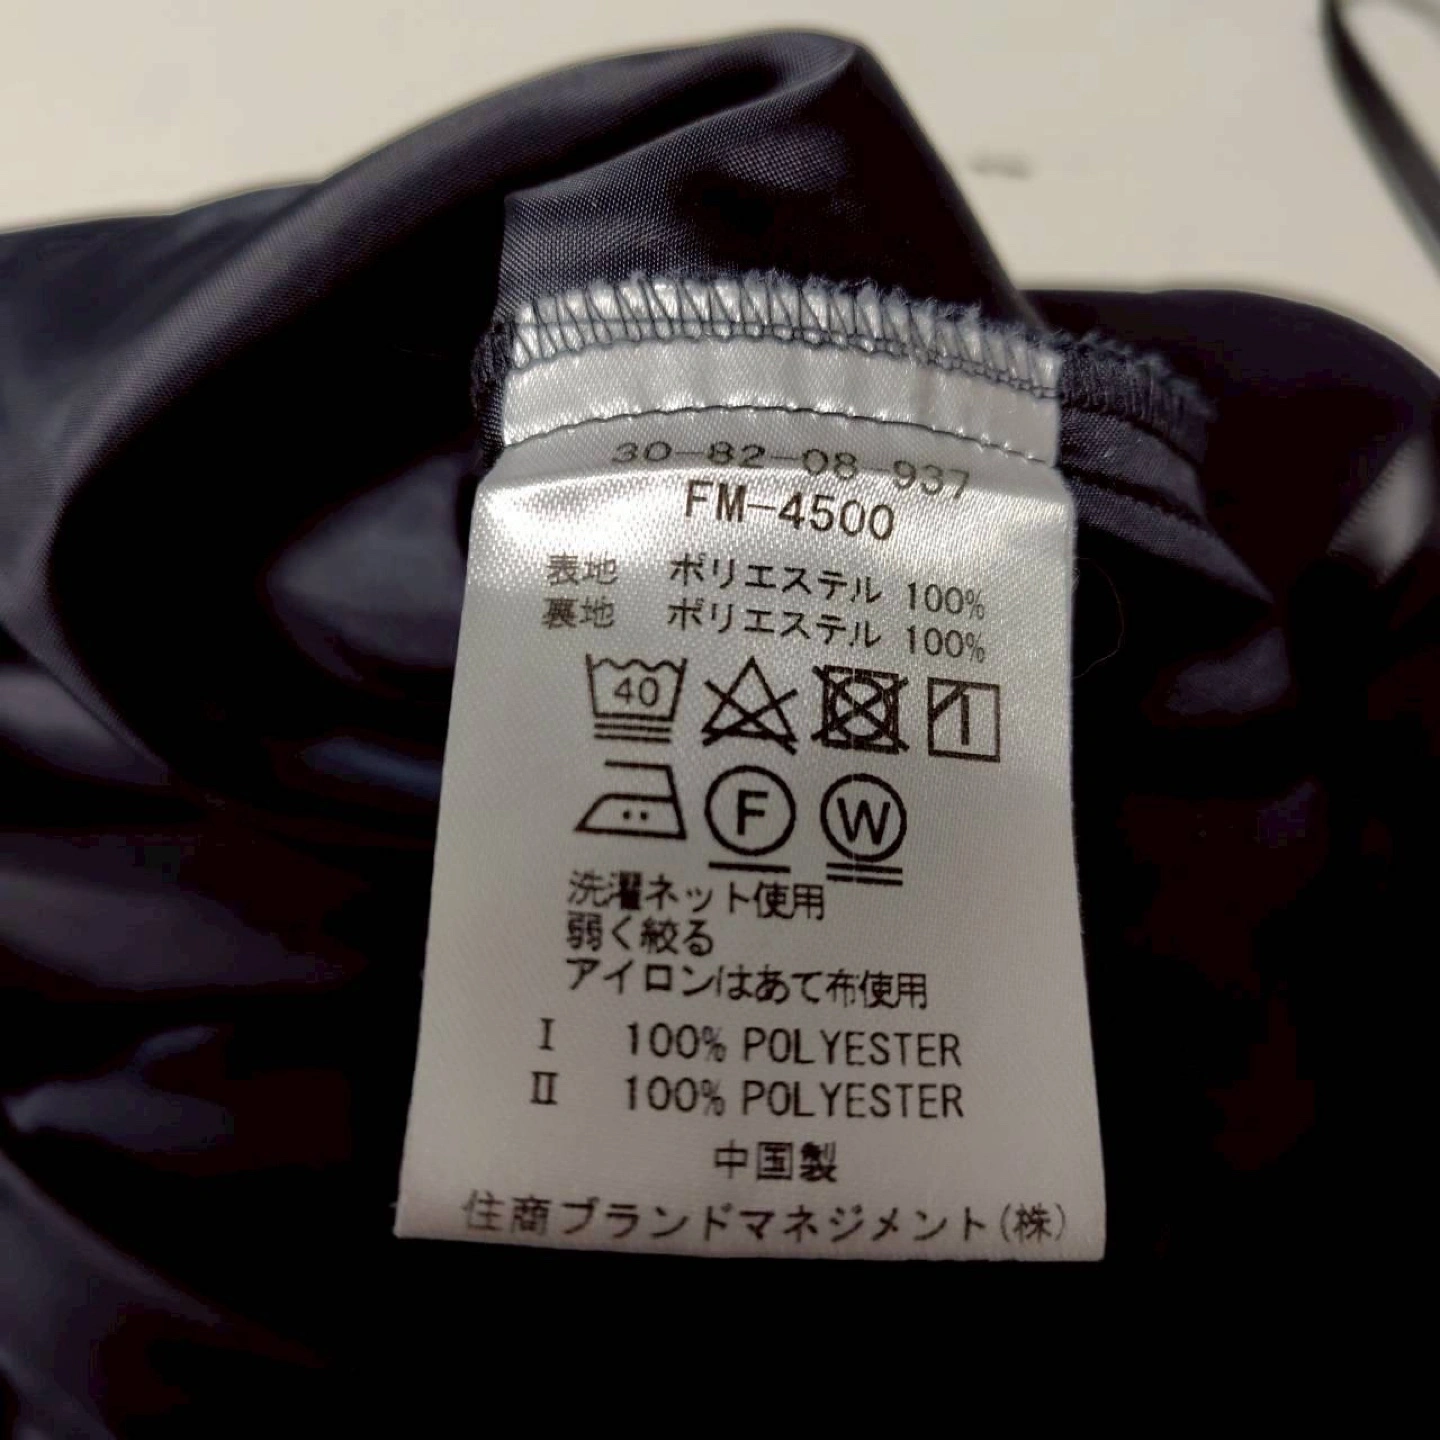 30-82-08-937
FM-4500
表地 ポリエステル 100%
裏地 ポリエステル 100%
40
F W
洗濯ネット使用
弱く絞る
アイロンはあて布使用
I 100% POLYESTER
II 100% POLYESTER
中国製
住商ブランドマネジメント(株)